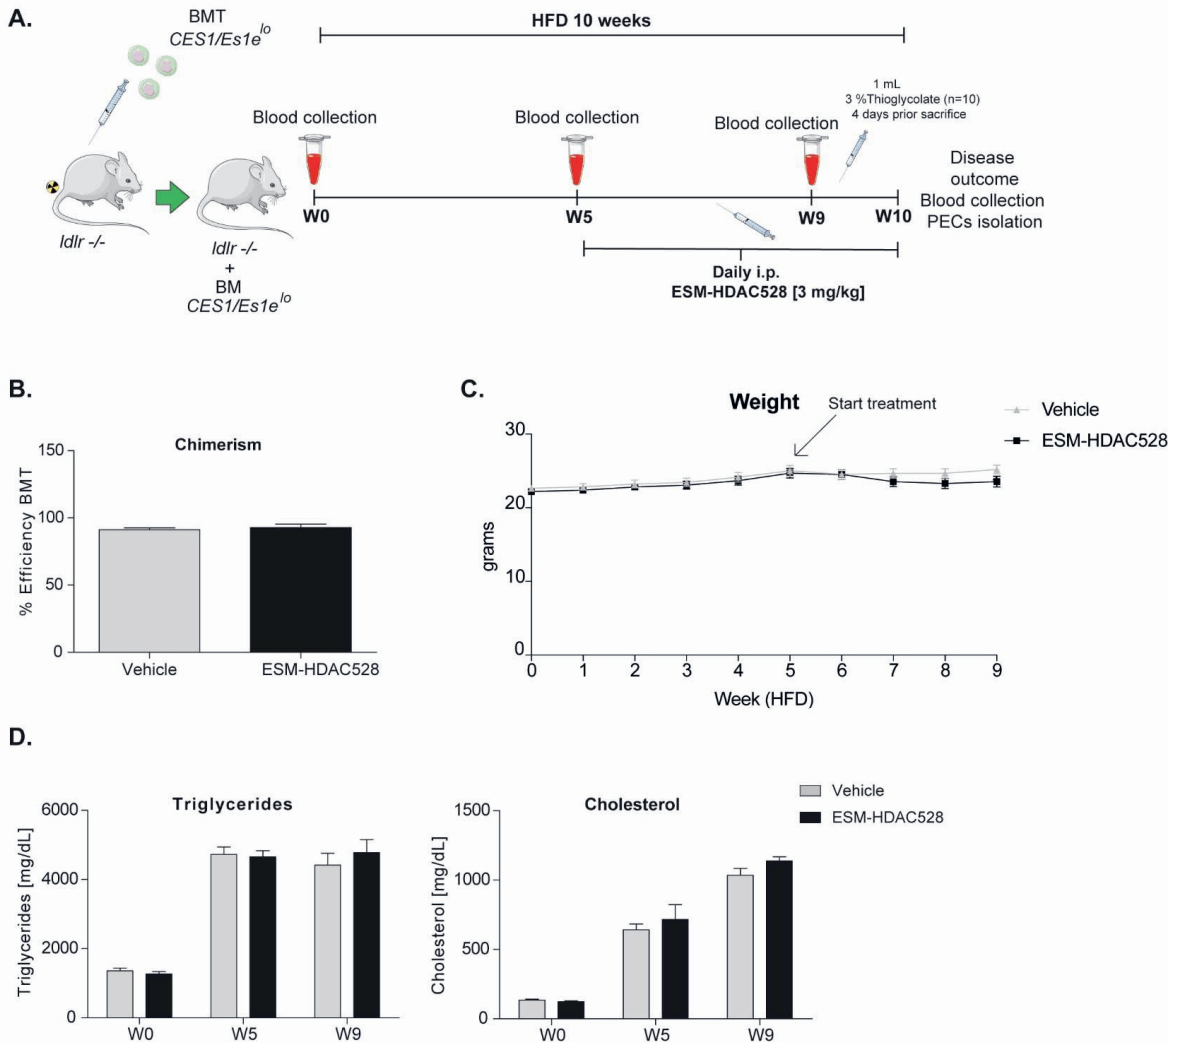 A.
BMT
CES1/Es1e^lo
HFD 10 weeks
1 mL
3 %Thioglycolate (n=10)
4 days prior sacrifice
Blood collection
Blood collection
Blood collection
Disease
outcome
Blood collection
PECs isolation
W0
W5
W9
W10
ldlr -/-
ldlr -/-
+
BM
CES1/Es1e^lo
Daily i.p.
ESM-HDAC528 [3 mg/kg]
B.
Chimerism
% Efficiency BMT
150
100
50
0
Vehicle
ESM-HDAC528
C.
Weight
Start treatment
Vehicle
ESM-HDAC528
grams
30
20
10
0
0 1 2 3 4 5 6 7 8 9
Week (HFD)
D.
Triglycerides
Triglycerides [mg/dL]
6000
4000
2000
0
W0 W5 W9
Cholesterol
Cholesterol [mg/dL]
1500
1000
500
0
W0 W5 W9
Vehicle
ESM-HDAC528